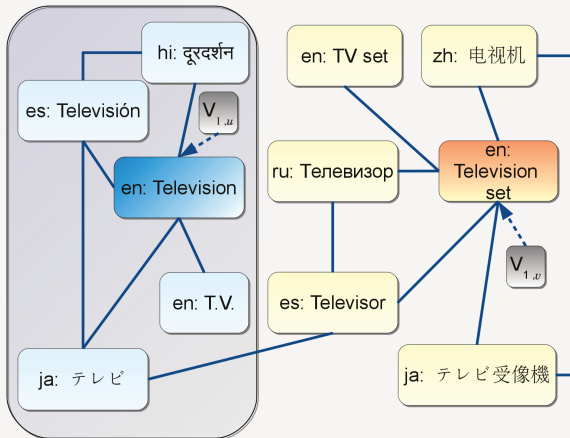 hi: दूरदर्शन
en: TV set
zh: 电视机
es: Televisión
V1,u
en: Television
ru: Телевизор
en:
Television
set
V1,v
en: T.V.
es: Televisor
ja: テレビ
ja: テレビ受像機